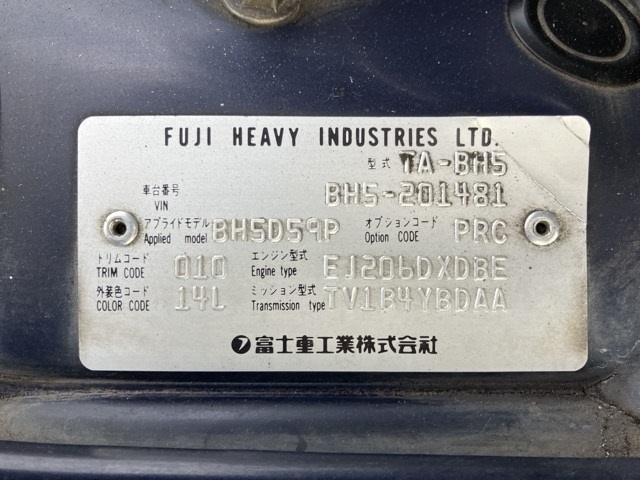 FUJI HEAVY INDUSTRIES LTD.
型式 TA-BH5
車台番号 VIN BH5-201481
アプライドモデル Applied model BH5D59P オプションコード Option CODE PRC
トリムコード TRIM CODE 010 エンジン型式 Engine type EJ206DXDBE
外装色コード COLOR CODE 14L ミッション型式 Transmission type TV1B4YBDAA
富士重工業株式会社